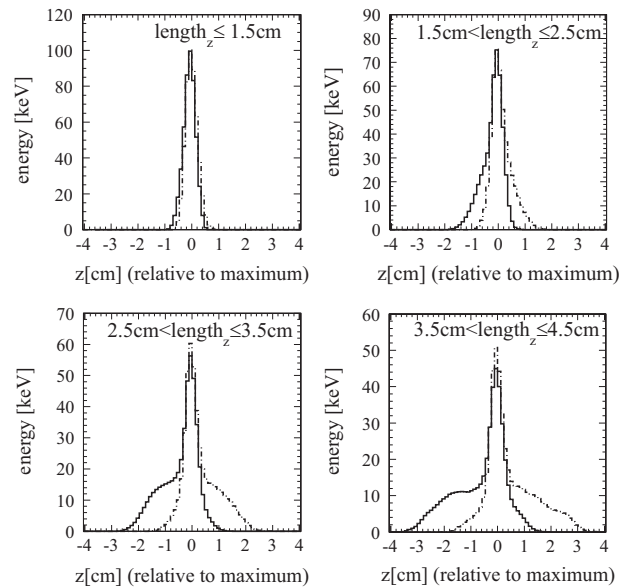 length_z ≤ 1.5cm
energy [keV]
120
100
80
60
40
20
0
-4 -3 -2 -1 0 1 2 3 4
z[cm] (relative to maximum)
1.5cm<length_z≤2.5cm
energy [keV]
90
80
70
60
50
40
30
20
10
0
-4 -3 -2 -1 0 1 2 3 4
z[cm] (relative to maximum)
2.5cm<length_z≤3.5cm
energy [keV]
70
60
50
40
30
20
10
0
-4 -3 -2 -1 0 1 2 3 4
z[cm] (relative to maximum)
3.5cm<length_z≤4.5cm
energy [keV]
60
50
40
30
20
10
0
-4 -3 -2 -1 0 1 2 3 4
z[cm] (relative to maximum)